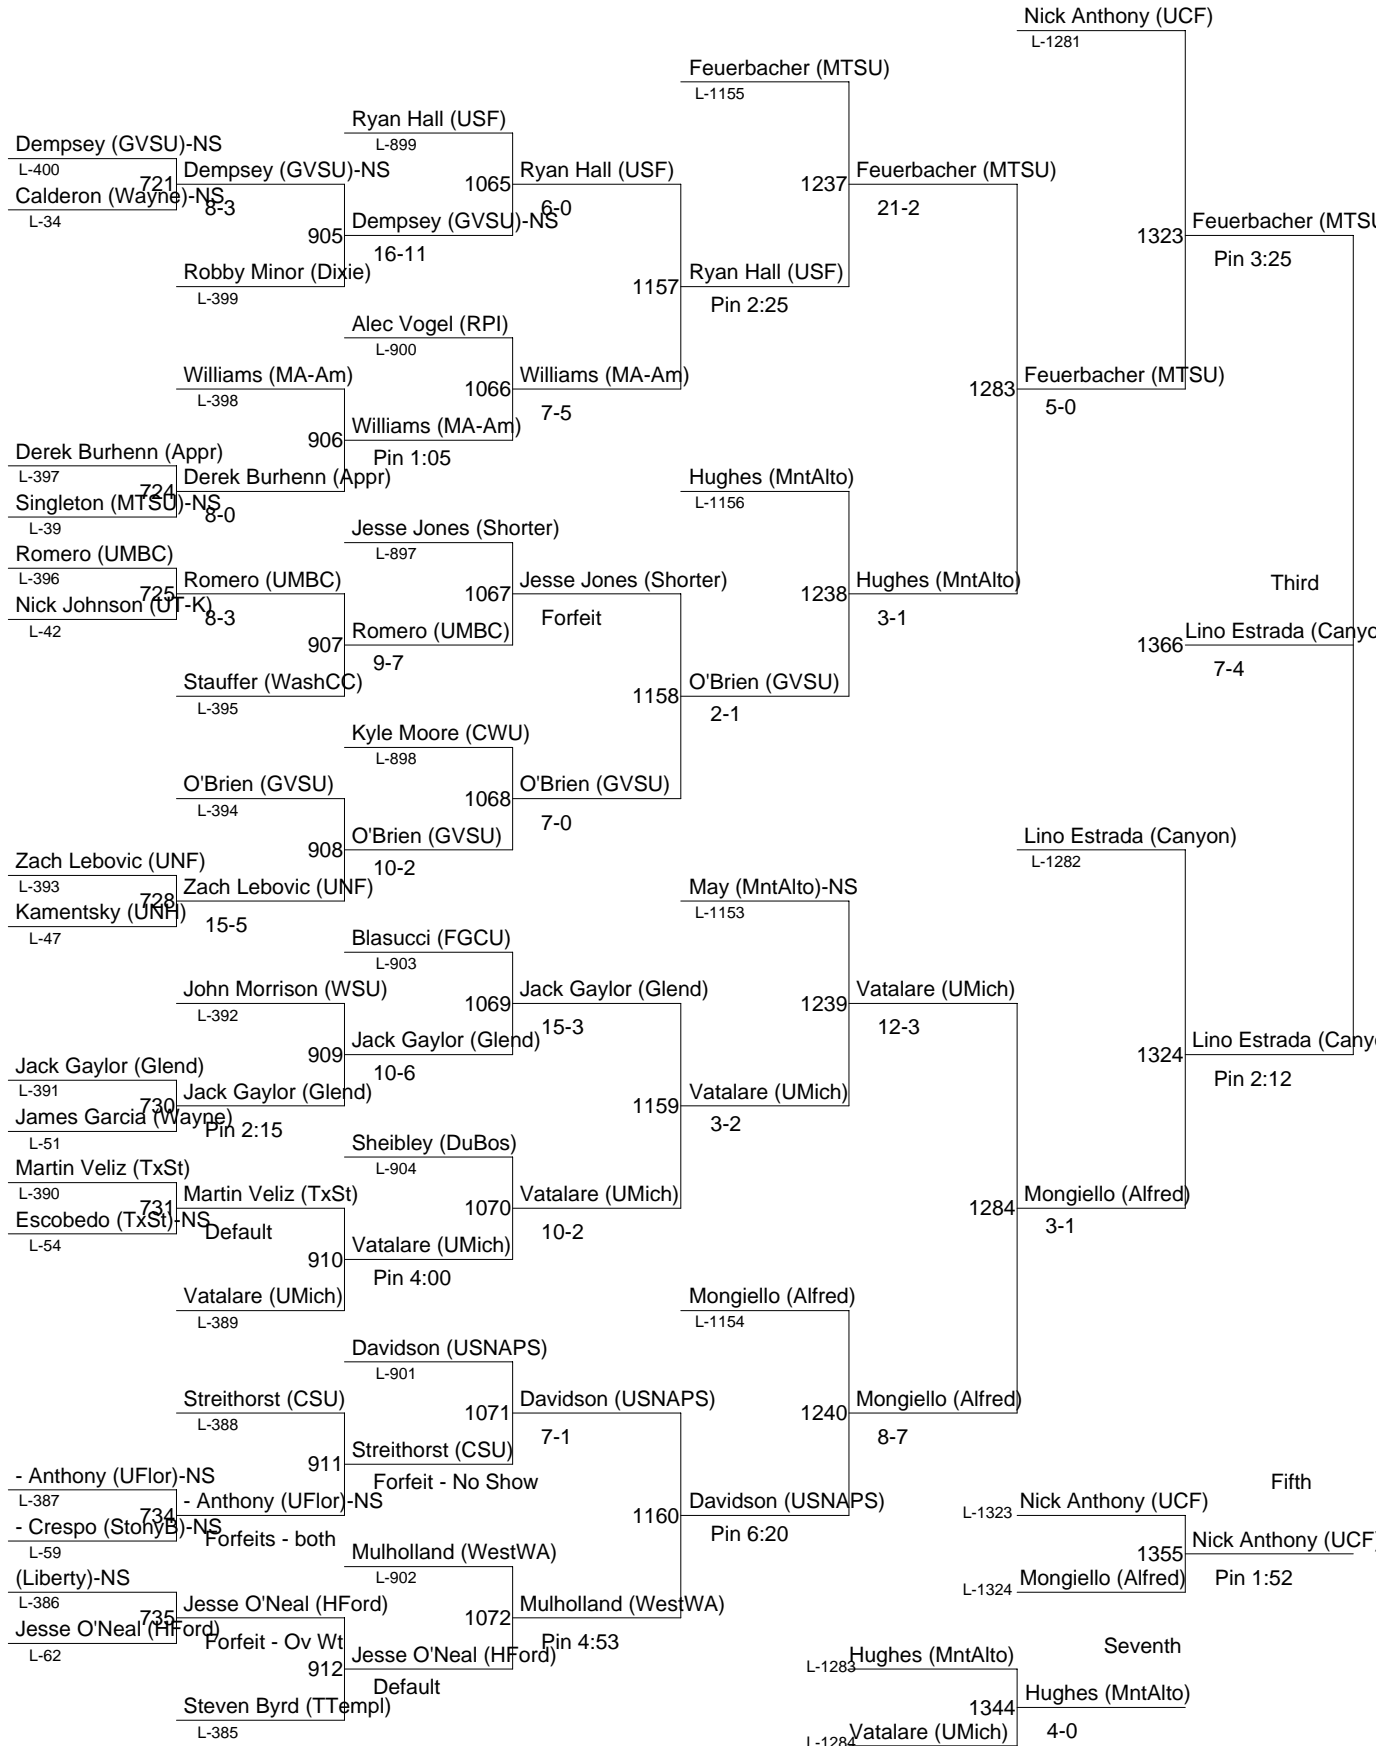 Nick Anthony (UCF)
L-1281
Feuerbacher (MTSU)
L-1155
Ryan Hall (USF)
L-899
Dempsey (GVSU)-NS
L-400
721
Dempsey (GVSU)-NS
8-3
1065
Ryan Hall (USF)
6-0
1237
Feuerbacher (MTSU)
21-2
Calderon (Wayne)-NS
L-34
905
Dempsey (GVSU)-NS
16-11
1323
Feuerbacher (MTSU
Pin 3:25
Robby Minor (Dixie)
L-399
1157
Ryan Hall (USF)
Pin 2:25
Alec Vogel (RPI)
L-900
Williams (MA-Am)
L-398
1066
Williams (MA-Am)
7-5
1283
Feuerbacher (MTSU)
5-0
906
Williams (MA-Am)
Pin 1:05
Derek Burhenn (Appr)
L-397
724
Derek Burhenn (Appr)
8-0
Singleton (MTSU)-NS
L-39
Hughes (MntAlto)
L-1156
Jesse Jones (Shorter)
L-897
Romero (UMBC)
L-396
725
Romero (UMBC)
8-3
1067
Jesse Jones (Shorter)
Forfeit
1238
Hughes (MntAlto)
3-1
Third
Nick Johnson (UT-K)
L-42
907
Romero (UMBC)
9-7
1366
Lino Estrada (Canyo
7-4
Stauffer (WashCC)
L-395
1158
O'Brien (GVSU)
2-1
Kyle Moore (CWU)
L-898
O'Brien (GVSU)
L-394
1068
O'Brien (GVSU)
7-0
908
O'Brien (GVSU)
10-2
Lino Estrada (Canyon)
L-1282
Zach Lebovic (UNF)
L-393
728
Zach Lebovic (UNF)
15-5
May (MntAlto)-NS
L-1153
Kamentsky (UNH)
L-47
Blasucci (FGCU)
L-903
John Morrison (WSU)
L-392
1069
Jack Gaylor (Glend)
15-3
1239
Vatalare (UMich)
12-3
909
Jack Gaylor (Glend)
10-6
1324
Lino Estrada (Canyo
Pin 2:12
Jack Gaylor (Glend)
L-391
730
Jack Gaylor (Glend)
Pin 2:15
1159
Vatalare (UMich)
3-2
James Garcia (Wayne)
L-51
Sheibley (DuBos)
L-904
Martin Veliz (TxSt)
L-390
731
Martin Veliz (TxSt)
Default
1070
Vatalare (UMich)
10-2
1284
Mongiello (Alfred)
3-1
Escobedo (TxSt)-NS
L-54
910
Vatalare (UMich)
Pin 4:00
Vatalare (UMich)
L-389
Mongiello (Alfred)
L-1154
Davidson (USNAPS)
L-901
Streithorst (CSU)
L-388
1071
Davidson (USNAPS)
7-1
1240
Mongiello (Alfred)
8-7
911
Streithorst (CSU)
Forfeit - No Show
- Anthony (UFlor)-NS
L-387
734
- Anthony (UFlor)-NS
Forfeits - both
1160
Davidson (USNAPS)
Pin 6:20
Fifth
L-1323
Nick Anthony (UCF)
- Crespo (StonyB)-NS
L-59
Mulholland (WestWA)
L-902
1355
Nick Anthony (UCF)
Pin 1:52
L-1324
Mongiello (Alfred)
(Liberty)-NS
L-386
735
Jesse O'Neal (HFord)
Forfeit - Ov Wt
1072
Mulholland (WestWA)
Pin 4:53
Jesse O'Neal (HFord)
L-62
912
Jesse O'Neal (HFord)
Default
Seventh
L-1283
Hughes (MntAlto)
Steven Byrd (TTempl)
L-385
1344
Hughes (MntAlto)
4-0
L-1284
Vatalare (UMich)